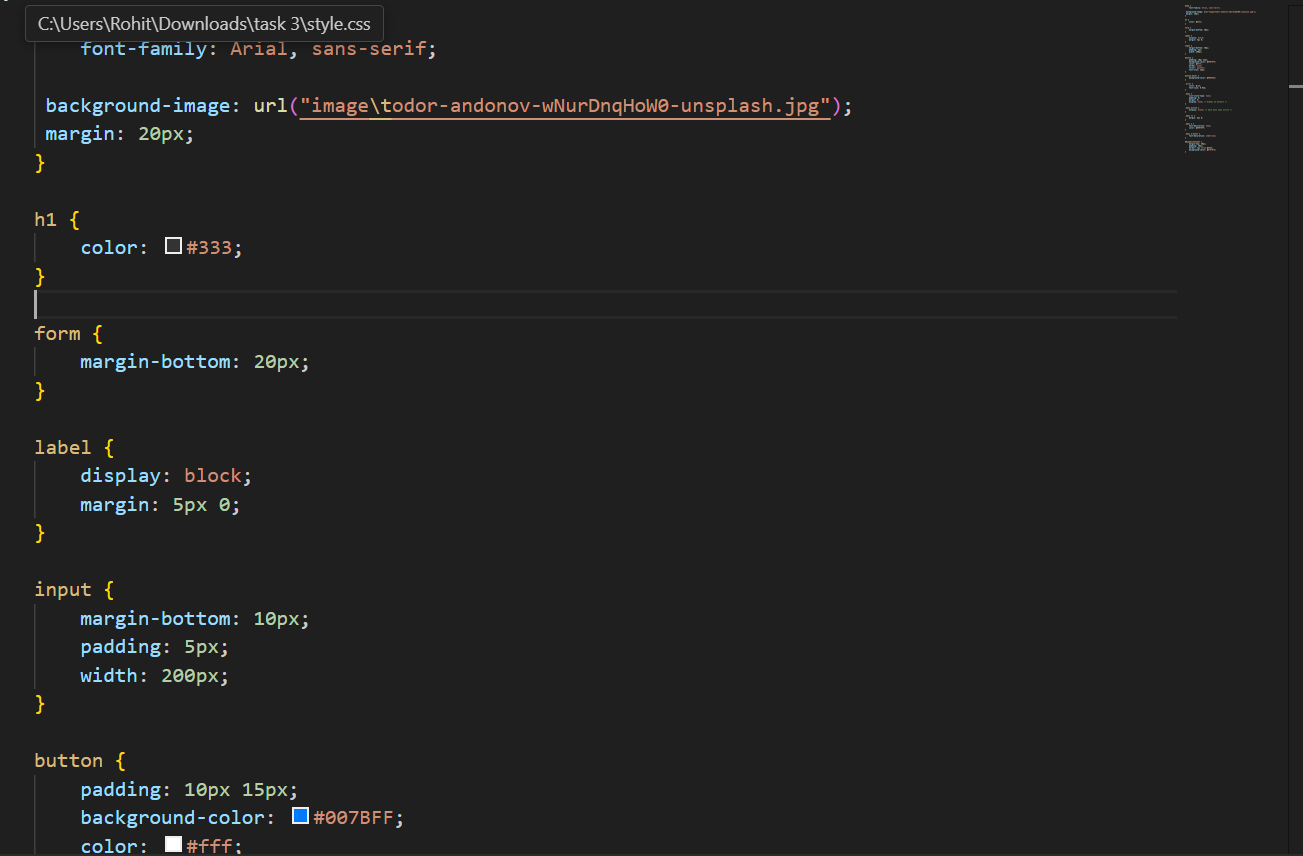 C:\Users\Rohit\Downloads\task 3\style.css
font-family: Arial, sans-serif;
background-image: url("image\todor-andonov-wNurDnqHoW0-unsplash.jpg");
margin: 20px;
}
h1 {
color: #333;
}
form {
margin-bottom: 20px;
}
label {
display: block;
margin: 5px 0;
}
input {
margin-bottom: 10px;
padding: 5px;
width: 200px;
}
button {
padding: 10px 15px;
background-color: #007BFF;
color: #fff;